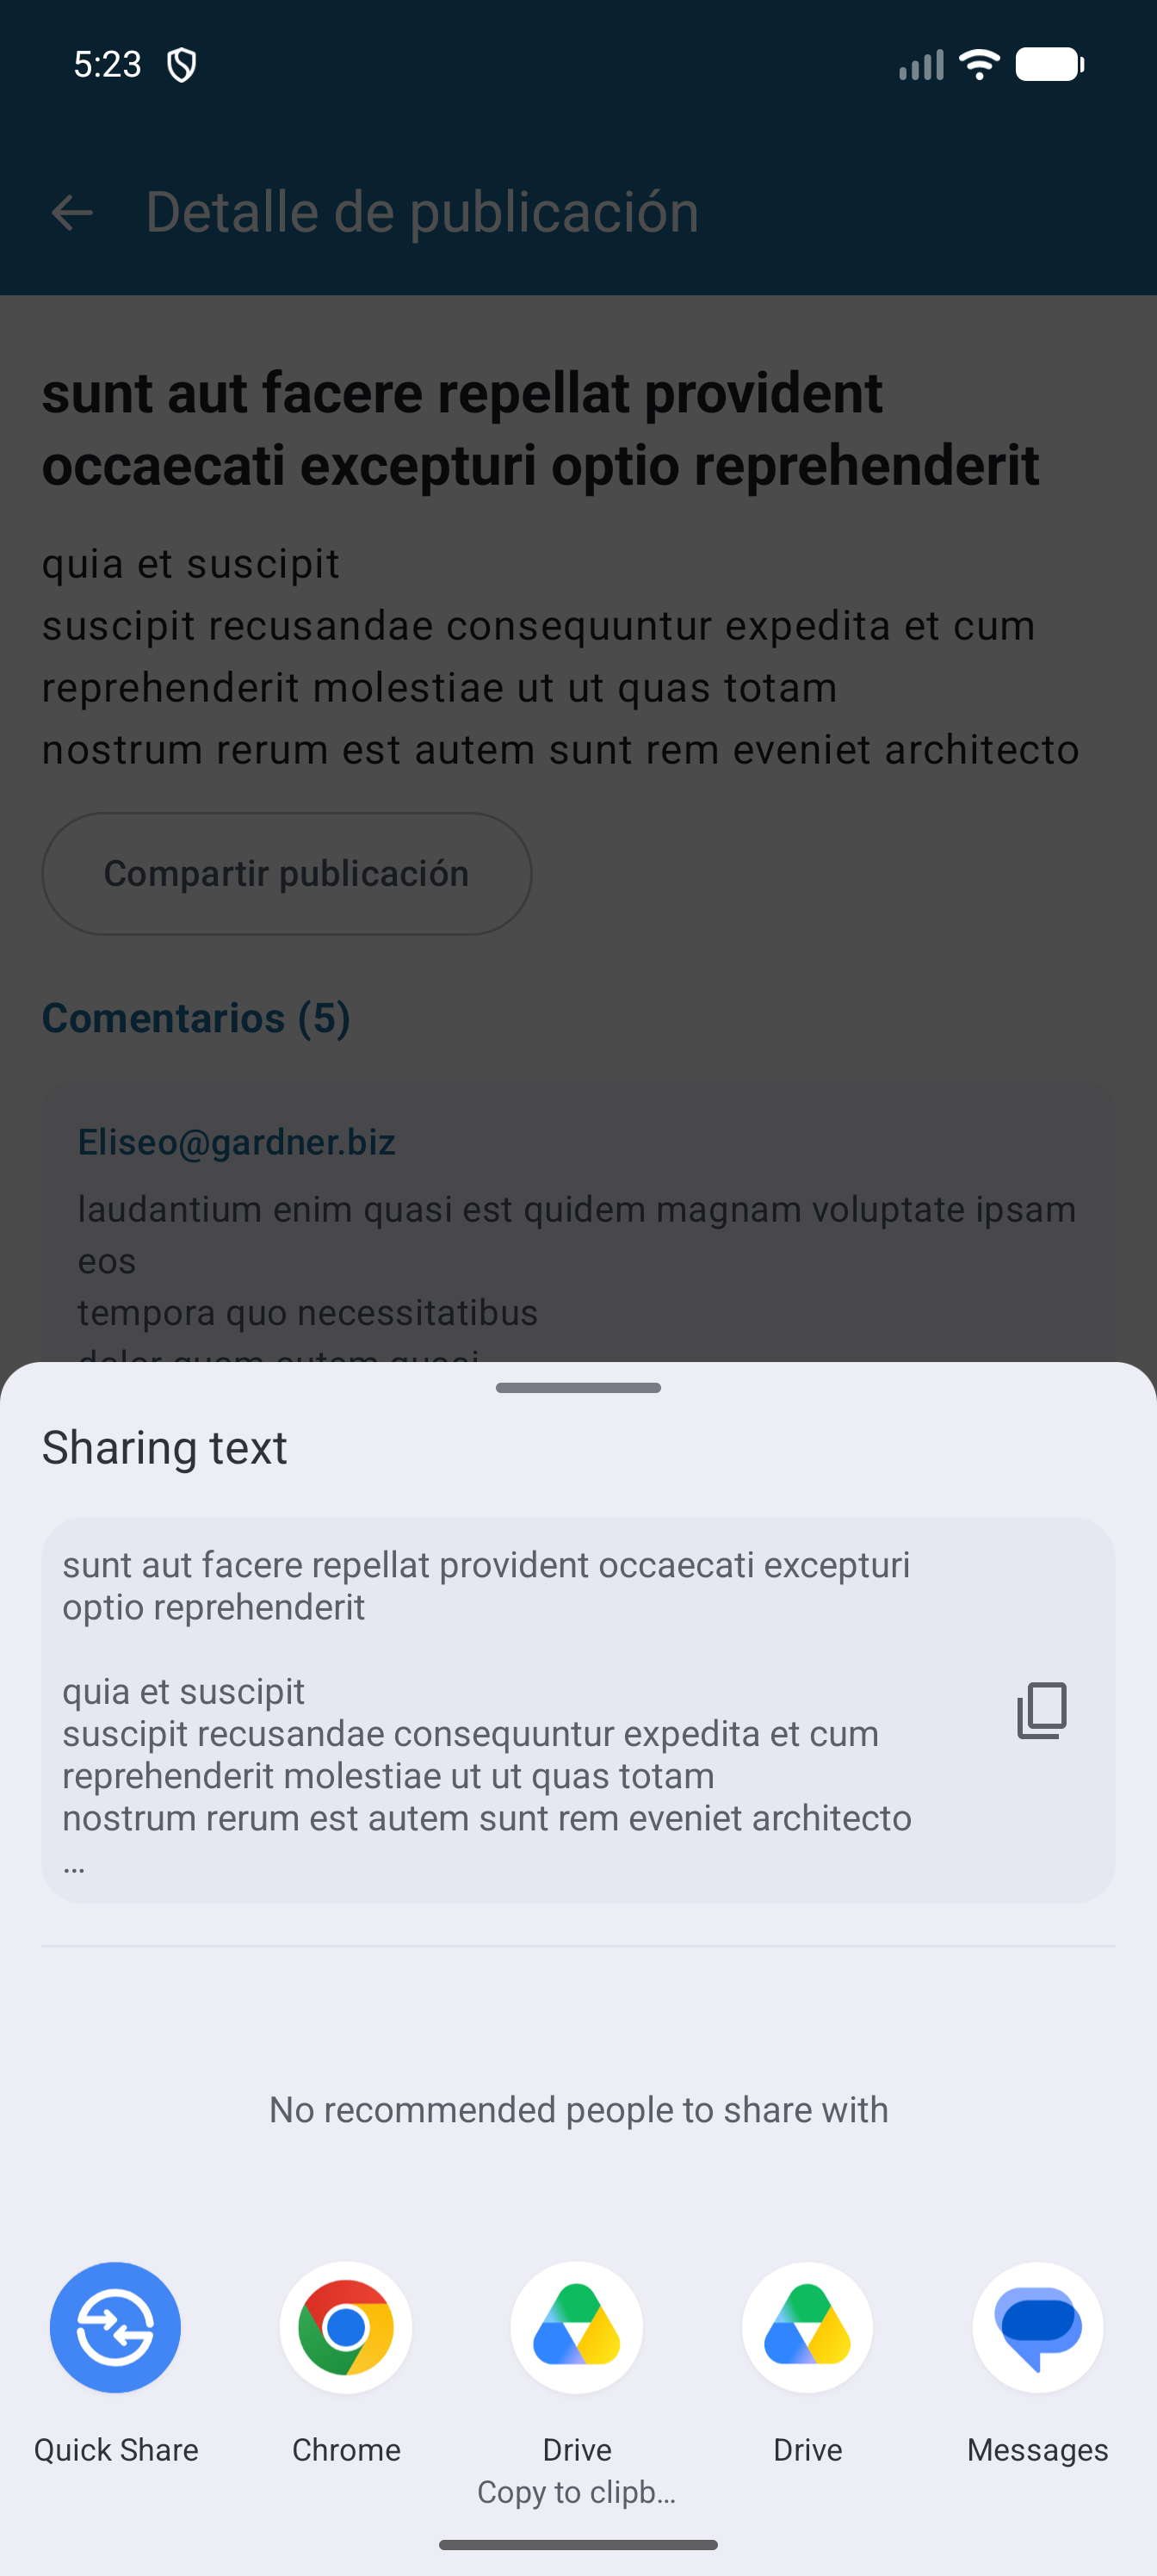 5:23
Detalle de publicación
sunt aut facere repellat provident
occaecati excepturi optio reprehenderit
quia et suscipit
suscipit recusandae consequuntur expedita et cum
reprehenderit molestiae ut ut quas totam
nostrum rerum est autem sunt rem eveniet architecto
Compartir publicación
Comentarios (5)
Eliseo@gardner.biz
laudantium enim quasi est quidem magnam voluptate ipsam
eos
tempora quo necessitatibus
dolor quam autem quasi
Sharing text
sunt aut facere repellat provident occaecati excepturi
optio reprehenderit
quia et suscipit
suscipit recusandae consequuntur expedita et cum
reprehenderit molestiae ut ut quas totam
nostrum rerum est autem sunt rem eveniet architecto
…
No recommended people to share with
Quick Share
Chrome
Drive
Copy to clipb…
Drive
Messages